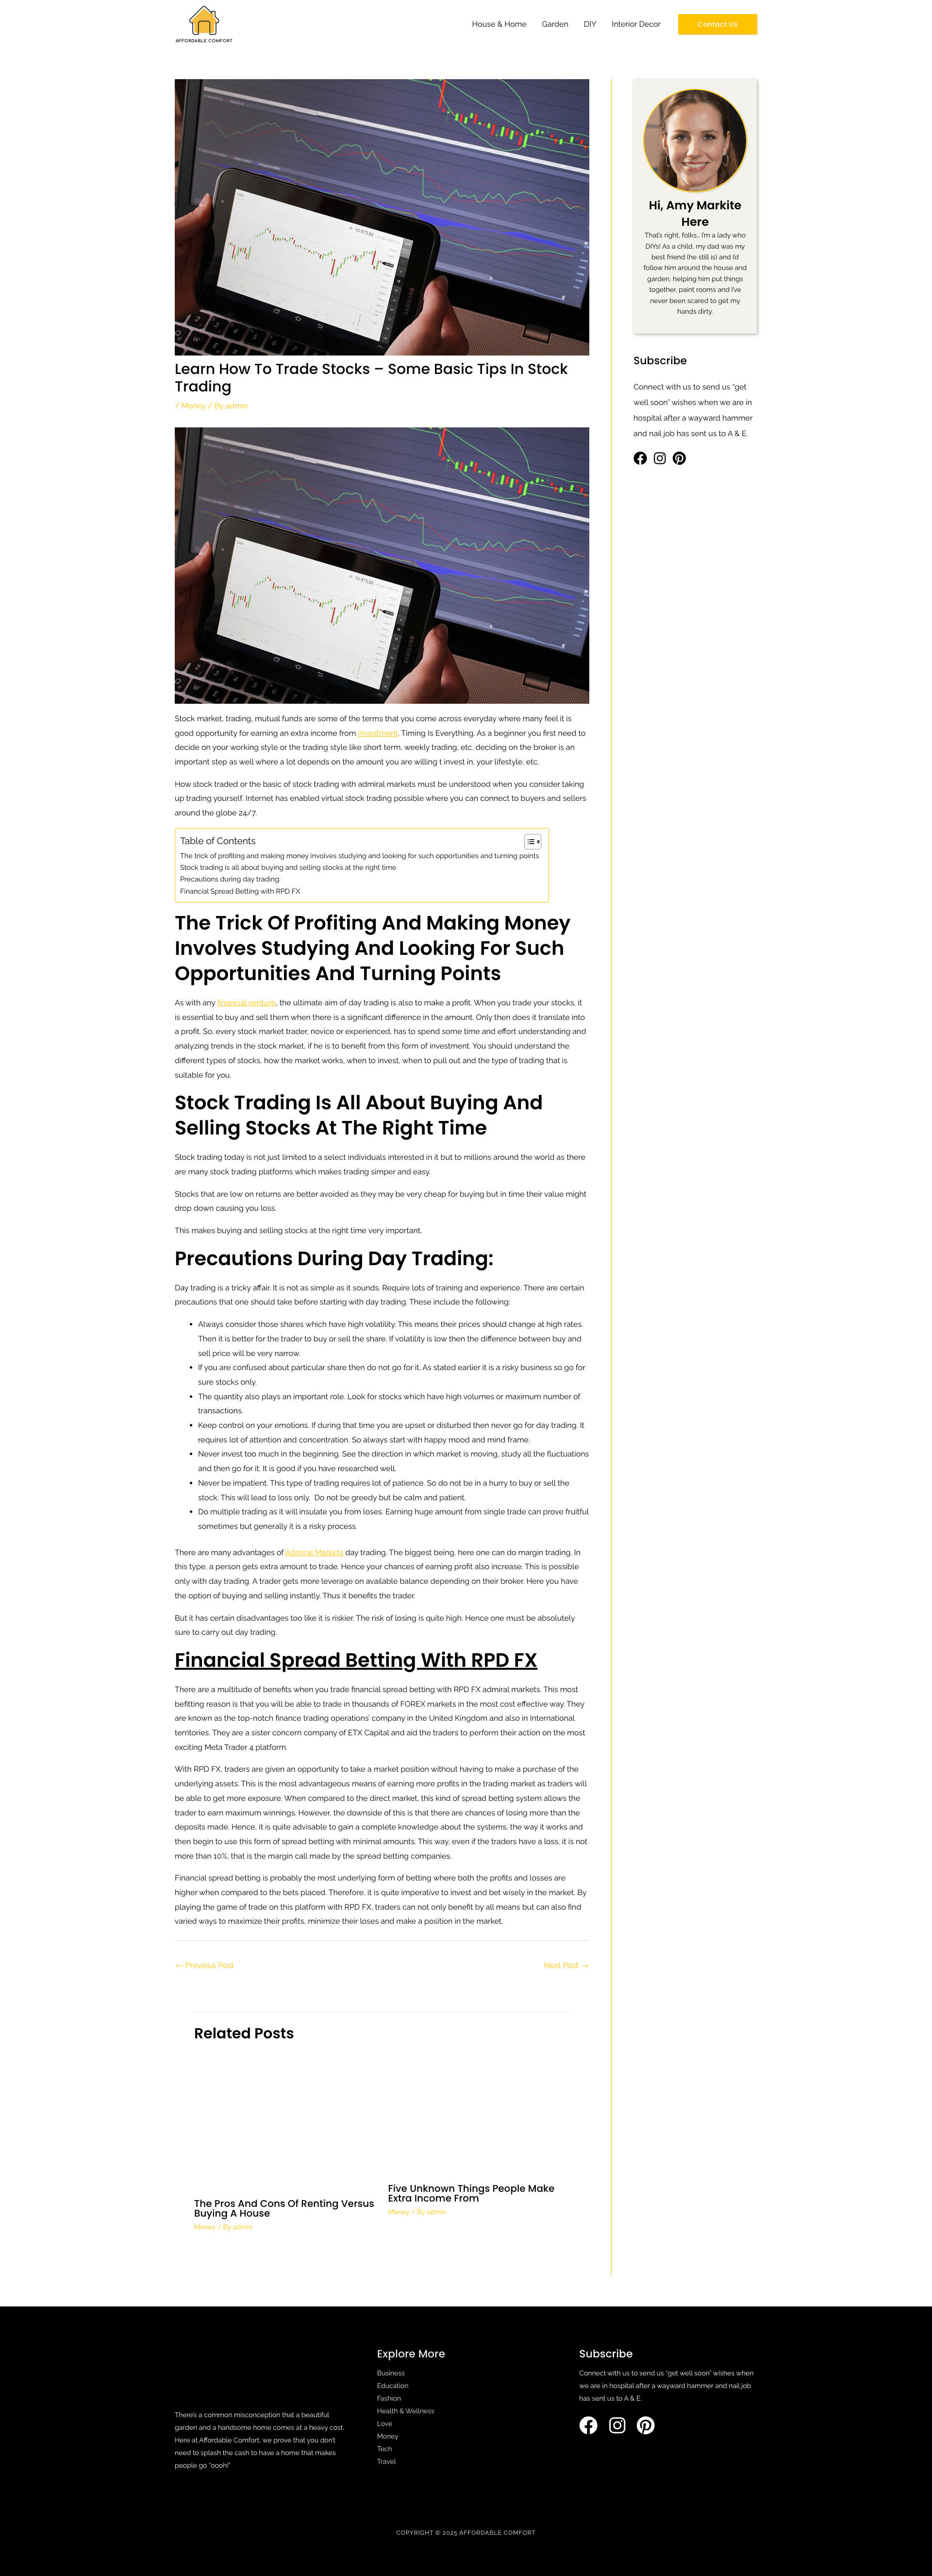 AFFORDABLE COMFORT
House & Home Garden DIY Interior Decor Contact Us
Learn How To Trade Stocks – Some Basic Tips In Stock
Trading
/ Money / By admin
Stock market, trading, mutual funds are some of the terms that you come across everyday where many feel it is
good opportunity for earning an extra income from investment. Timing Is Everything. As a beginner you first need to
decide on your working style or the trading style like short term, weekly trading, etc. deciding on the broker is an
important step as well where a lot depends on the amount you are willing t invest in, your lifestyle, etc.
How stock traded or the basic of stock trading with admiral markets must be understood when you consider taking
up trading yourself. Internet has enabled virtual stock trading possible where you can connect to buyers and sellers
around the globe 24/7.
Table of Contents
The trick of profiting and making money involves studying and looking for such opportunities and turning points
Stock trading is all about buying and selling stocks at the right time
Precautions during day trading:
Financial Spread Betting with RPD FX
The Trick Of Profiting And Making Money
Involves Studying And Looking For Such
Opportunities And Turning Points
As with any financial venture, the ultimate aim of day trading is also to make a profit. When you trade your stocks, it
is essential to buy and sell them when there is a significant difference in the amount. Only then does it translate into
a profit. So, every stock market trader, novice or experienced, has to spend some time and effort understanding and
analyzing trends in the stock market, if he is to benefit from this form of investment. You should understand the
different types of stocks, how the market works, when to invest, when to pull out and the type of trading that is
suitable for you.
Stock Trading Is All About Buying And
Selling Stocks At The Right Time
Stock trading today is not just limited to a select individuals interested in it but to millions around the world as there
are many stock trading platforms which makes trading simper and easy.
Stocks that are low on returns are better avoided as they may be very cheap for buying but in time their value might
drop down causing you loss.
This makes buying and selling stocks at the right time very important.
Precautions During Day Trading:
Day trading is a tricky affair. It is not as simple as it sounds. Require lots of training and experience. There are certain
precautions that one should take before starting with day trading. These include the following:
• Always consider those shares which have high volatility. This means their prices should change at high rates.
Then it is better for the trader to buy or sell the share. If volatility is low then the difference between buy and
sell price will be very narrow.
• If you are confused about particular share then do not go for it. As stated earlier it is a risky business so go for
sure stocks only.
• The quantity also plays an important role. Look for stocks which have high volumes or maximum number of
transactions.
• Keep control on your emotions. If during that time you are upset or disturbed then never go for day trading. It
requires lot of attention and concentration. So always start with happy mood and mind frame.
• Never invest too much in the beginning. See the direction in which market is moving, study all the fluctuations
and then go for it. It is good if you have researched well.
• Never be impatient. This type of trading requires lot of patience. So do not be in a hurry to buy or sell the
stock. This will lead to loss only. Do not be greedy but be calm and patient.
• Do multiple trading as it will insulate you from loses. Earning huge amount from single trade can prove fruitful
sometimes but generally it is a risky process.
There are many advantages of Admiral Markets day trading. The biggest being, here one can do margin trading. In
this type, a person gets extra amount to trade. Hence your chances of earning profit also increase. This is possible
only with day trading. A trader gets more leverage on available balance depending on their broker. Here you have
the option of buying and selling instantly. Thus it benefits the trader.
But it has certain disadvantages too like it is riskier. The risk of losing is quite high. Hence one must be absolutely
sure to carry out day trading.
Financial Spread Betting With RPD FX
There are a multitude of benefits when you trade financial spread betting with RPD FX admiral markets. This most
befitting reason is that you will be able to trade in thousands of FOREX markets in the most cost effective way. They
are known as the top-notch finance trading operations' company in the United Kingdom and also in International
territories. They are a sister concern company of ETX Capital and aid the traders to perform their action on the most
exciting Meta Trader 4 platform.
With RPD FX, traders are given an opportunity to take a market position without having to make a purchase of the
underlying assets. This is the most advantageous means of earning more profits in the trading market as traders will
be able to get more exposure. When compared to the direct market, this kind of spread betting system allows the
trader to earn maximum winnings. However, the downside of this is that there are chances of losing more than the
deposits made. Hence, it is quite advisable to gain a complete knowledge about the systems, the way it works and
then begin to use this form of spread betting with minimal amounts. This way, even if the traders have a loss, it is not
more than 10%, that is the margin call made by the spread betting companies.
Financial spread betting is probably the most underlying form of betting where both the profits and losses are
higher when compared to the bets placed. Therefore, it is quite imperative to invest and bet wisely in the market. By
playing the game of trade on this platform with RPD FX, traders can not only benefit by all means but can also find
varied ways to maximize their profits, minimize their loses and make a position in the market.
← Previous Post Next Post →
Related Posts
The Pros And Cons Of Renting Versus
Buying A House
Money / By admin
Five Unknown Things People Make
Extra Income From
Money / By admin
Hi, Amy Markite
Here
That's right, folks… I'm a lady who
DIYs! As a child, my dad was my
best friend (he still is) and I'd
follow him around the house and
garden, helping him put things
together, paint rooms and I've
never been scared to get my
hands dirty.
Subscribe
Connect with us to send us "get
well soon" wishes when we are in
hospital after a wayward hammer
and nail job has sent us to A & E.
There's a common misconception that a beautiful
garden and a handsome home comes at a heavy cost.
Here at Affordable Comfort, we prove that you don't
need to splash the cash to have a home that makes
people go "oooh!"
Explore More
Business
Education
Fashion
Health & Wellness
Love
Money
Tech
Travel
Subscribe
Connect with us to send us "get well soon" wishes when
we are in hospital after a wayward hammer and nail job
has sent us to A & E.
COPYRIGHT © 2025 AFFORDABLE COMFORT